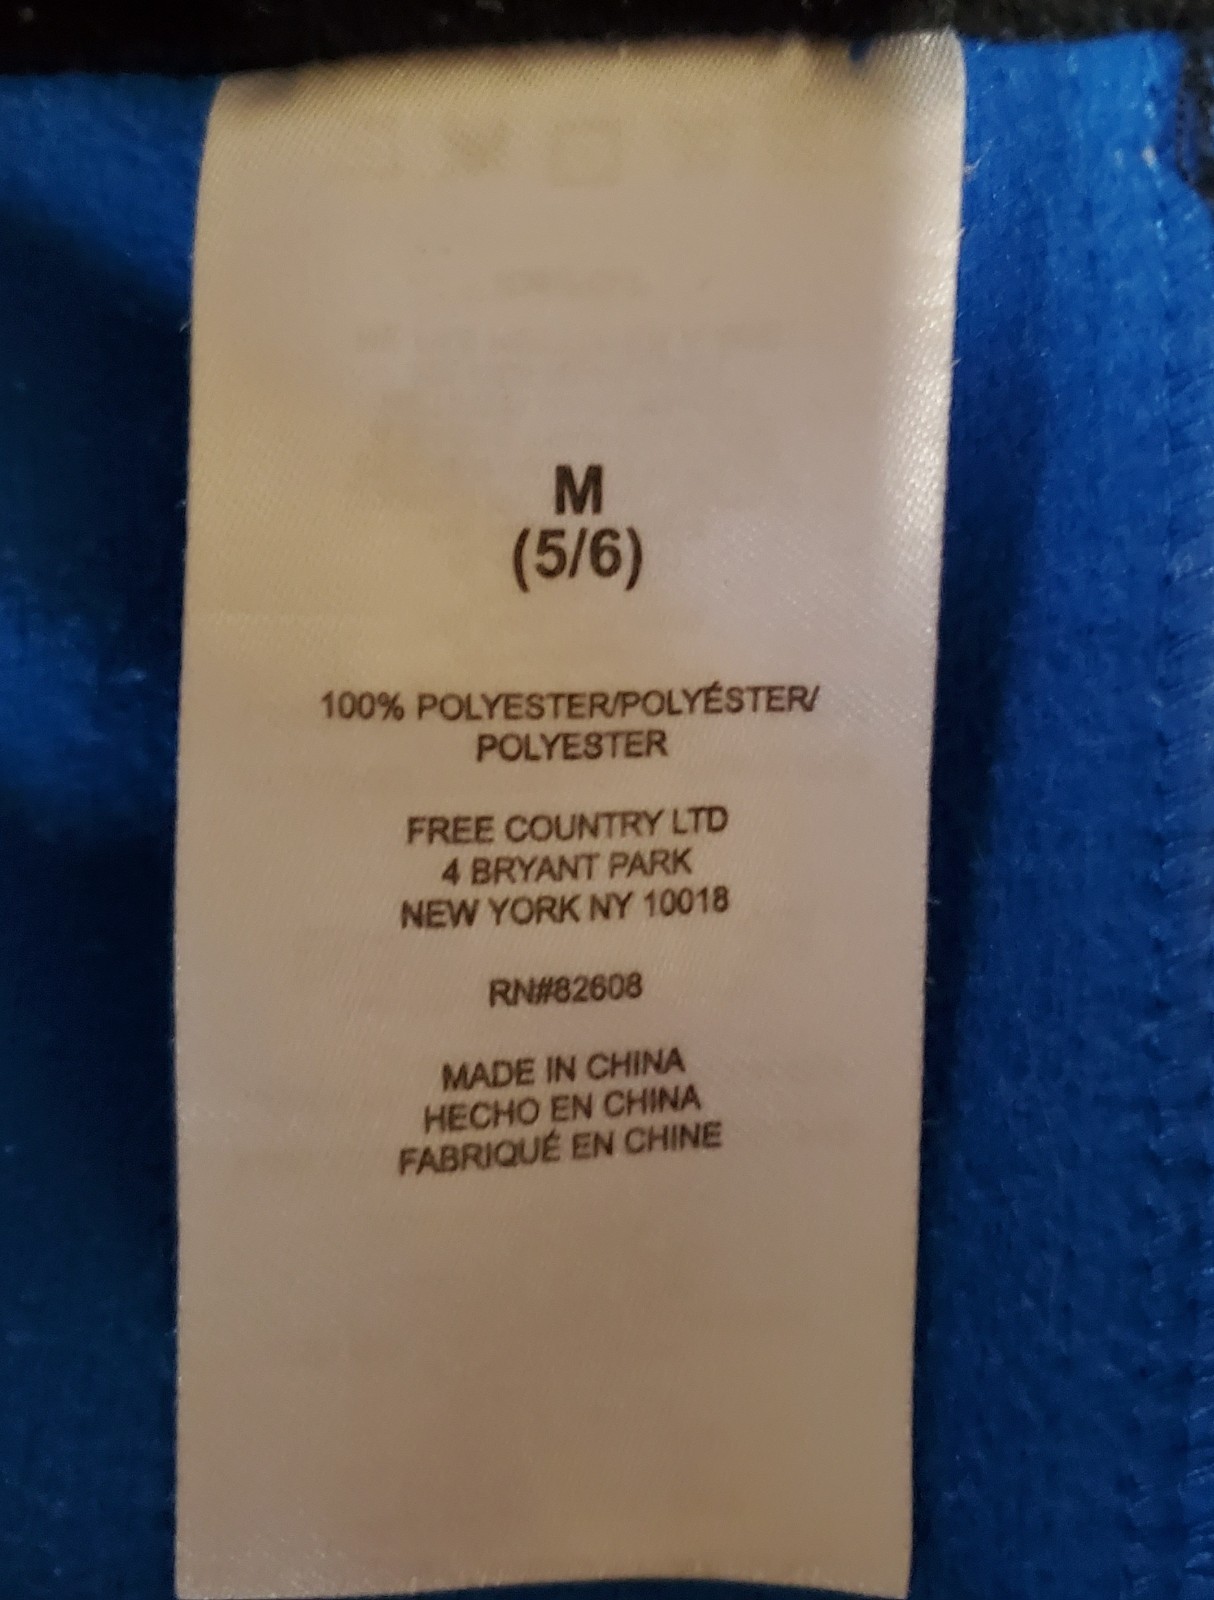 M
(5/6)
100% POLYESTER/POLYÉSTER/
POLYESTER
FREE COUNTRY LTD
4 BRYANT PARK
NEW YORK NY 10018
RN#82608
MADE IN CHINA
HECHO EN CHINA
FABRIQUÉ EN CHINE